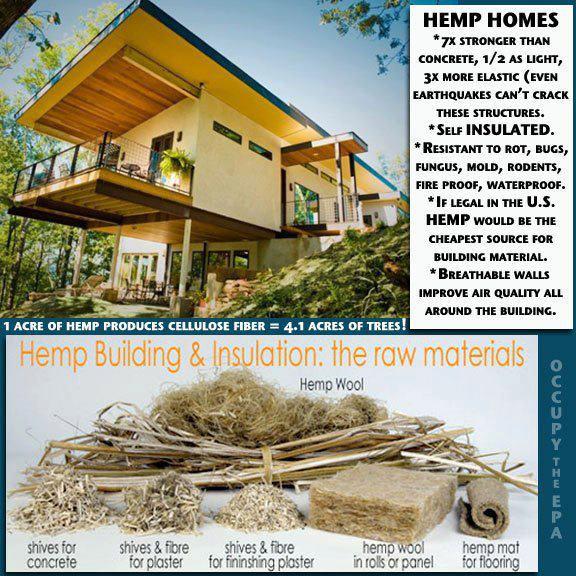 HEMP HOMES
*7X STRONGER THAN
CONCRETE, 1/2 AS LIGHT,
3X MORE ELASTIC (EVEN
EARTHQUAKES CAN'T CRACK
THESE STRUCTURES.
*SELF INSULATED.
*RESISTANT TO ROT, BUGS,
FUNGUS, MOLD, RODENTS,
FIRE PROOF, WATERPROOF.
*IF LEGAL IN THE U.S.
HEMP WOULD BE THE
CHEAPEST SOURCE FOR
BUILDING MATERIAL.
*BREATHABLE WALLS
IMPROVE AIR QUALITY ALL
AROUND THE BUILDING.
1 ACRE OF HEMP PRODUCES CELLULOSE FIBER = 4.1 ACRES OF TREES!
Hemp Building & Insulation: the raw materials
Hemp Wool
shives for
concrete
shives & fibre
for plaster
shives & fibre
for fininshing plaster
hemp wool
in rolls or panel
hemp mat
for flooring
OCCUPY THE EPA